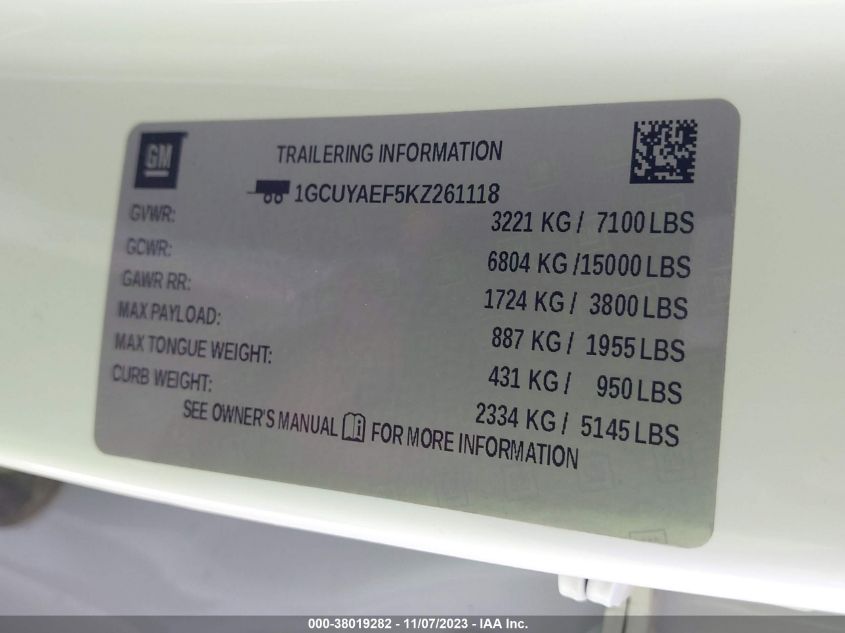 GM
TRAILERING INFORMATION
1GCUYAEF5KZ261118
GVWR: 3221 KG / 7100 LBS
GCWR: 6804 KG /15000 LBS
GAWR RR: 1724 KG / 3800 LBS
MAX PAYLOAD: 887 KG / 1955 LBS
MAX TONGUE WEIGHT: 431 KG / 950 LBS
CURB WEIGHT: 2334 KG / 5145 LBS
SEE OWNER'S MANUAL i FOR MORE INFORMATION
000-38019282 - 11/07/2023 - IAA Inc.